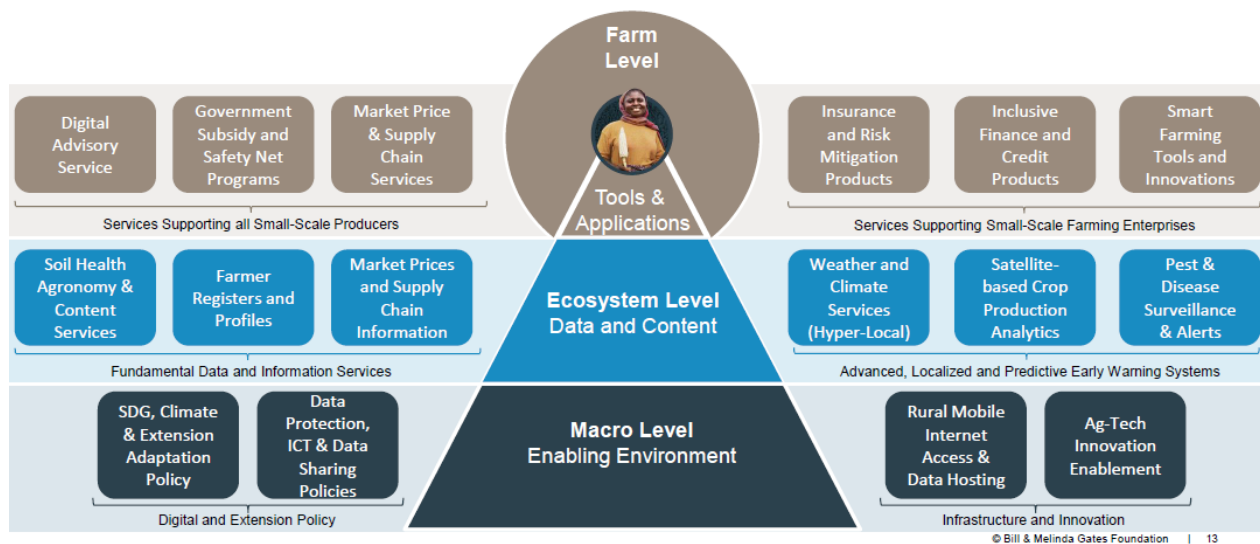 Farm
Level
Tools &
Applications
Digital
Advisory
Service
Government
Subsidy and
Safety Net
Programs
Market Price
& Supply
Chain
Services
Services Supporting all Small-Scale Producers
Insurance
and Risk
Mitigation
Products
Inclusive
Finance and
Credit
Products
Smart
Farming
Tools and
Innovations
Services Supporting Small-Scale Farming Enterprises
Soil Health
Agronomy &
Content
Services
Farmer
Registers and
Profiles
Market Prices
and Supply
Chain
Information
Fundamental Data and Information Services
Ecosystem Level
Data and Content
Weather and
Climate
Services
(Hyper-Local)
Satellite-
based Crop
Production
Analytics
Pest &
Disease
Surveillance
& Alerts
Advanced, Localized and Predictive Early Warning Systems
SDG, Climate
& Extension
Adaptation
Policy
Data
Protection,
ICT & Data
Sharing
Policies
Digital and Extension Policy
Macro Level
Enabling Environment
Rural Mobile
Internet
Access &
Data Hosting
Ag-Tech
Innovation
Enablement
Infrastructure and Innovation
© Bill & Melinda Gates Foundation | 13